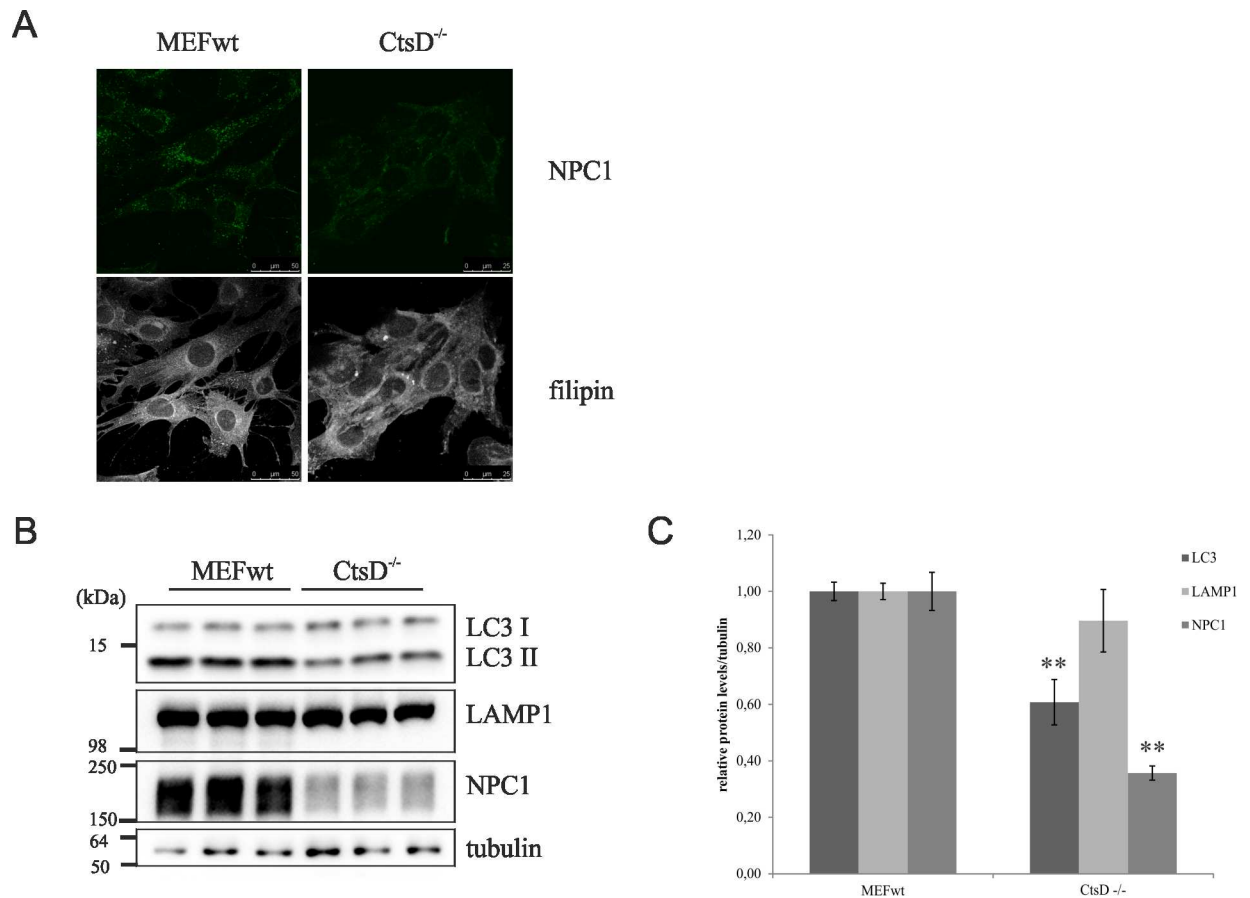 A
MEFwt CtsD-/-
NPC1
0 µm 50
0 µm 25
filipin
0 µm 50
0 µm 25
B
MEFwt CtsD-/-
(kDa)
LC3 I
15
LC3 II
LAMP1
98
250
NPC1
150
64
tubulin
50
C
1,20
1,00
0,80
0,60
0,40
0,20
0,00
relative protein levels/tubulin
**
**
MEFwt
CtsD -/-
LC3
LAMP1
NPC1